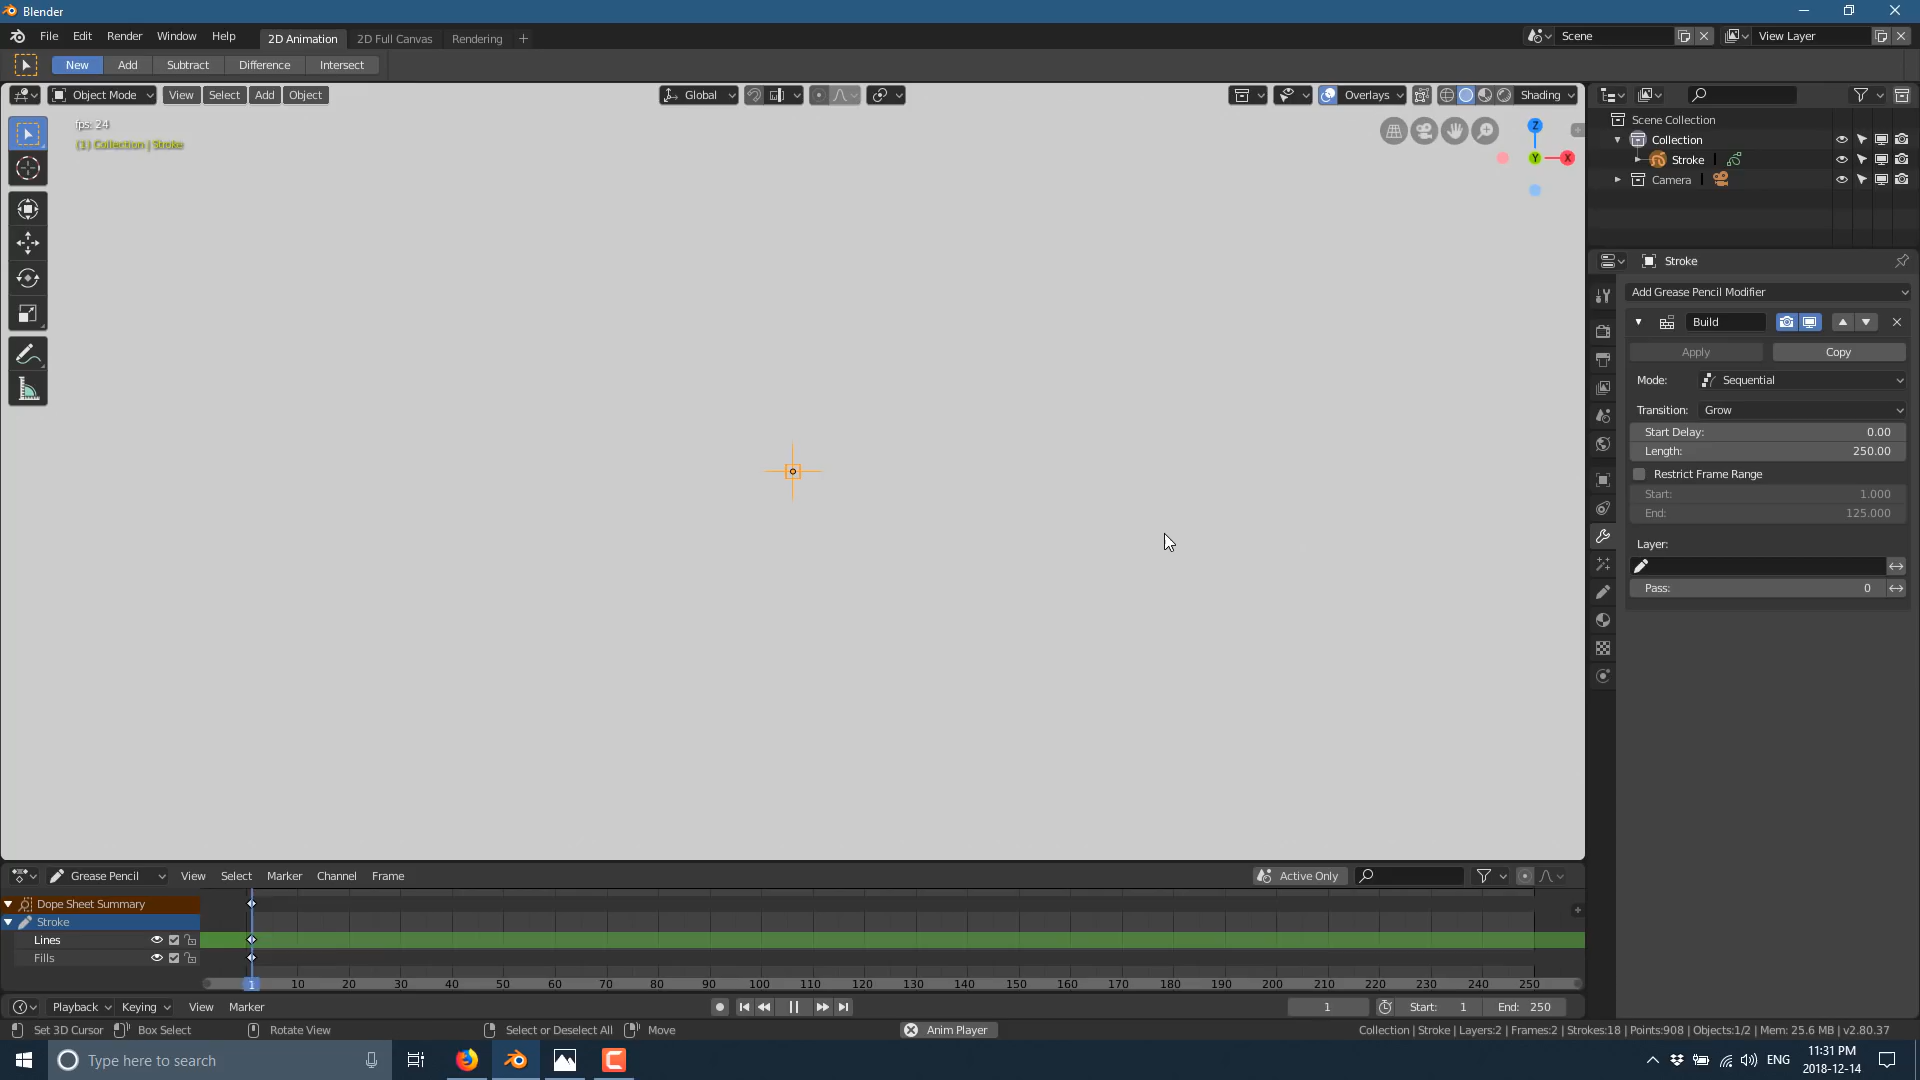 Blender
File Edit Render Window Help 2D Animation 2D Full Canvas Rendering Scene View Layer
New Add Subtract Difference Intersect
Object Mode View Select Add Object Global Overlays Shading
fps: 24
(1) Collection | Stroke
Z
Y
X
Scene Collection
Collection
Stroke
Camera
Stroke
Add Grease Pencil Modifier
Build
Apply Copy
Mode: Sequential
Transition: Grow
Start Delay: 0.00
Length: 250.00
Restrict Frame Range
Start: 1.000
End: 125.000
Layer:
Pass: 0
Grease Pencil View Select Marker Channel Frame Active Only
Dope Sheet Summary
Stroke
Lines
Fills
1 10 20 30 40 50 60 70 80 90 100 110 120 130 140 150 160 170 180 190 200 210 220 230 240 250
Playback Keying View Marker 1 Start: 1 End: 250
Set 3D Cursor Box Select Rotate View Select or Deselect All Move Anim Player Collection | Stroke | Layers:2 | Frames:2 | Strokes:18 | Points:908 | Objects:1/2 | Mem: 25.6 MB | v2.80.37
Type here to search ENG 11:31 PM
2018-12-14